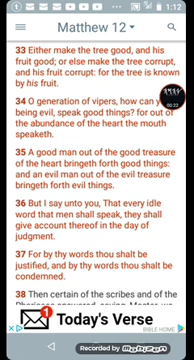 1:12
Matthew 12
33 Either make the tree good, and his
fruit good; or else make the tree corrupt,
and his fruit corrupt: for the tree is known
by his fruit.
34 O generation of vipers, how can y
being evil, speak good things? for out of
the abundance of the heart the mouth
speaketh.
00:22
35 A good man out of the good treasure
of the heart bringeth forth good things:
and an evil man out of the evil treasure
bringeth forth evil things.
36 But I say unto you, That every idle
word that men shall speak, they shall
give account thereof in the day of
judgment.
37 For by thy words thou shalt be
justified, and by thy words thou shalt be
condemned.
38 Then certain of the scribes and of the
1
Today's Verse
BIBLE HOME
Recorded by